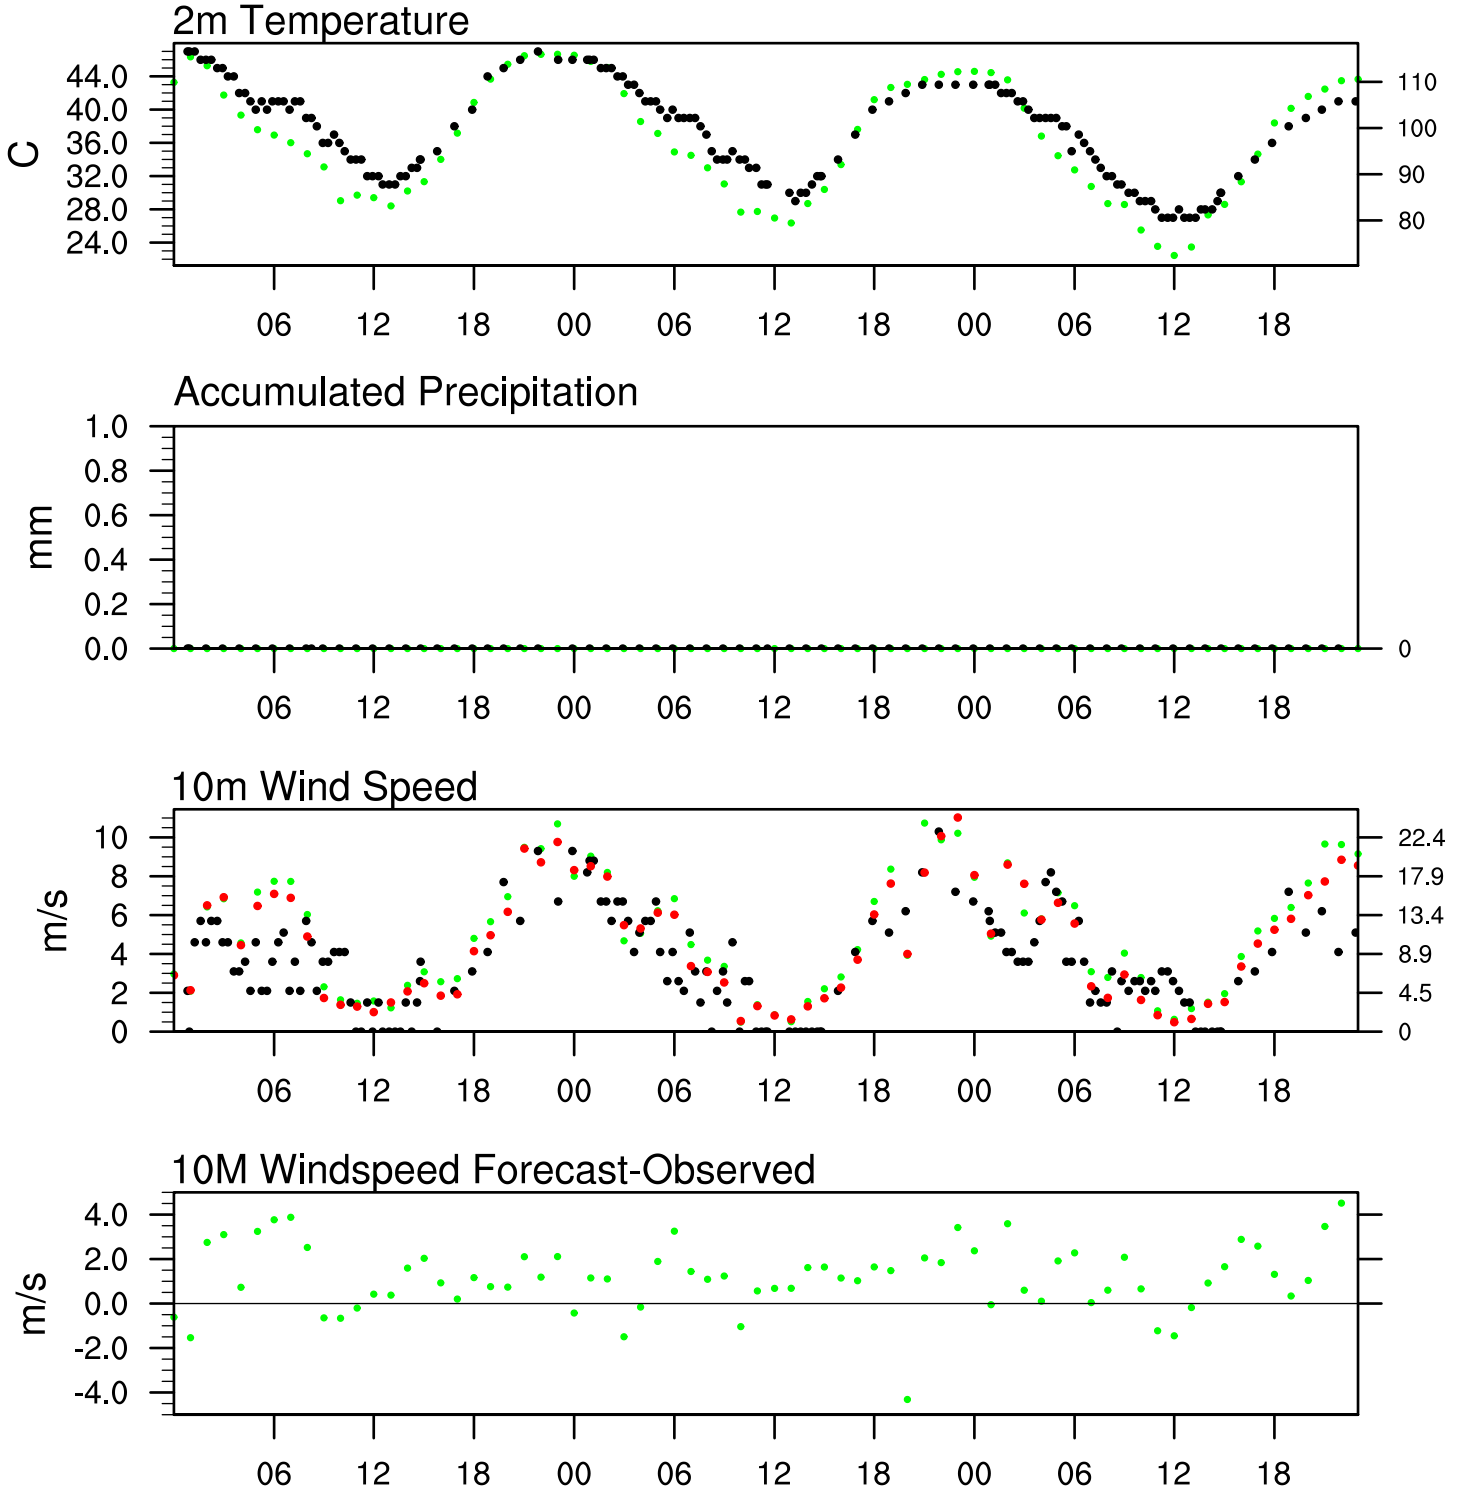 2m Temperature
44.0
40.0
36.0
32.0
28.0
24.0
C
110
100
90
80
06 12 18 00 06 12 18 00 06 12 18
Accumulated Precipitation
1.0
0.8
0.6
0.4
0.2
0.0
mm
0
06 12 18 00 06 12 18 00 06 12 18
10m Wind Speed
10
8
6
4
2
0
m/s
22.4
17.9
13.4
8.9
4.5
0
06 12 18 00 06 12 18 00 06 12 18
10M Windspeed Forecast-Observed
4.0
2.0
0.0
-2.0
-4.0
m/s
06 12 18 00 06 12 18 00 06 12 18